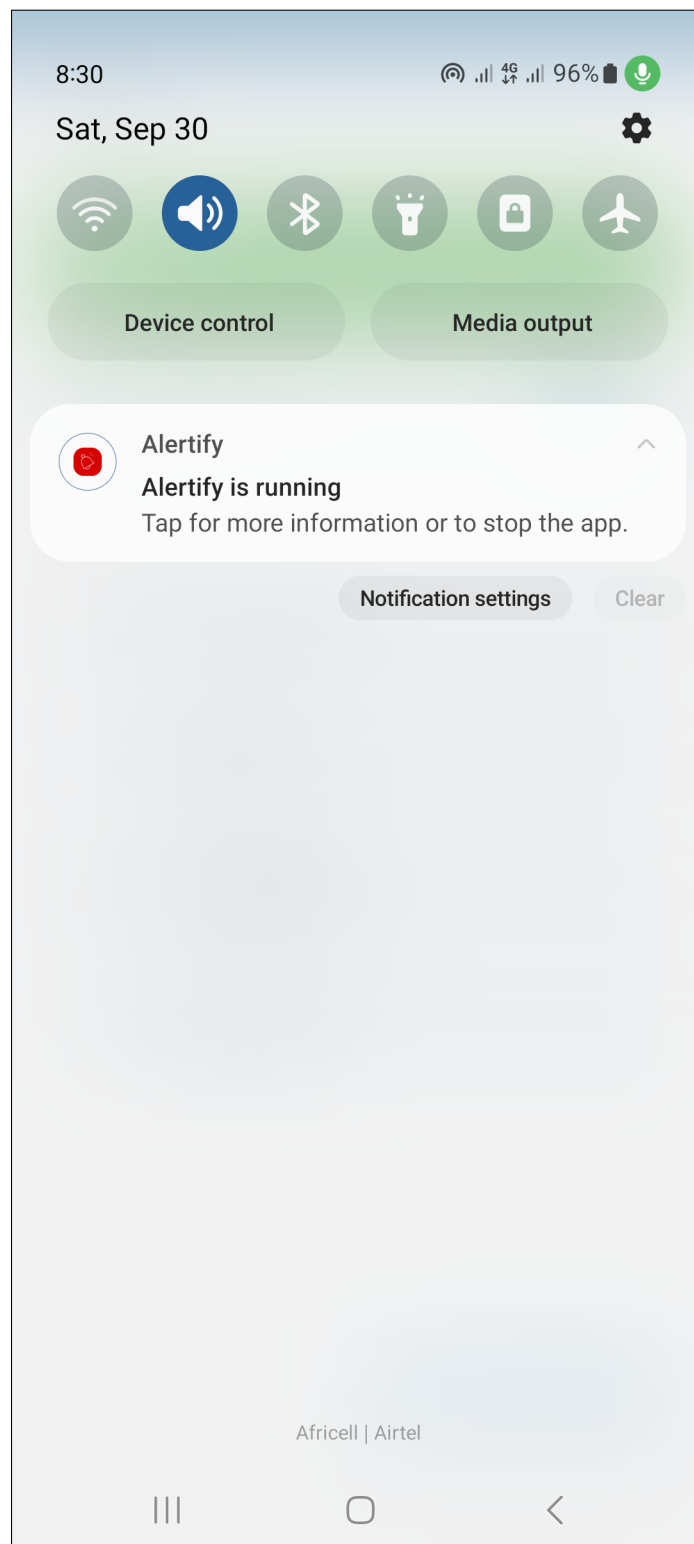 8:30
4G
96%
Sat, Sep 30
Device control
Media output
Alertify
Alertify is running
Tap for more information or to stop the app.
Notification settings
Clear
Africell | Airtel